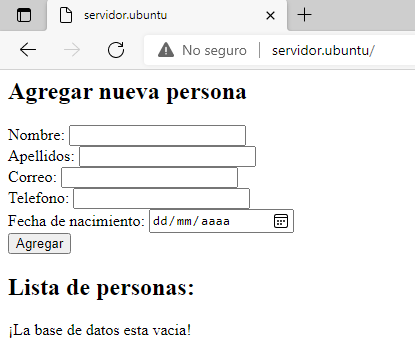 servidor.ubuntu
No seguro | servidor.ubuntu/
Agregar nueva persona
Nombre:
Apellidos:
Correo:
Telefono:
Fecha de nacimiento: dd/mm/aaaa
Agregar
Lista de personas:
¡La base de datos esta vacia!